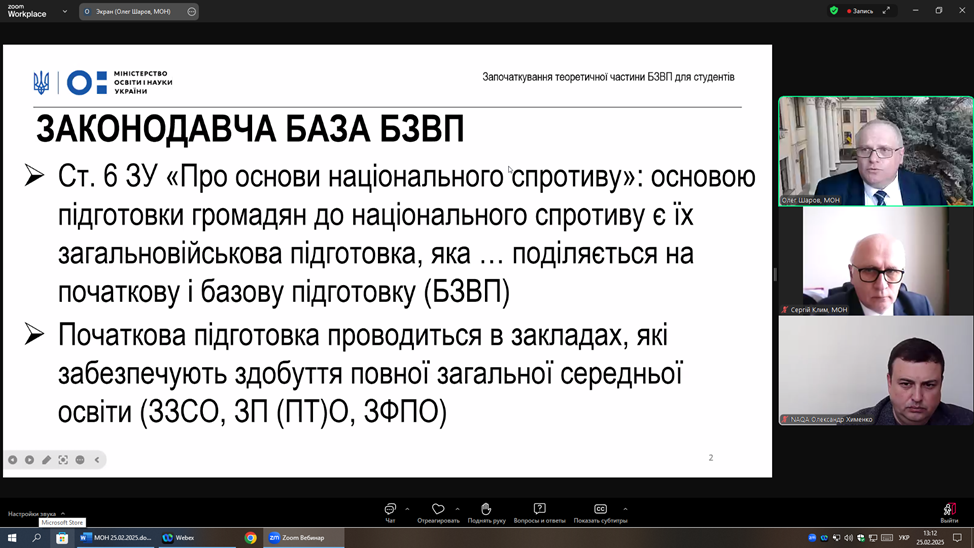 zoom
Workplace
Экран (Олег Шаров, МОН)
Запись
МІНІСТЕРСТВО
ОСВІТИ І НАУКИ
УКРАЇНИ
Започаткування теоретичної частини БЗВП для студентів
ЗАКОНОДАВЧА БАЗА БЗВП
Ст. 6 ЗУ «Про основи національного спротиву»: основою
підготовки громадян до національного спротиву є їх
загальновійськова підготовка, яка … поділяється на
початкову і базову підготовку (БЗВП)
Початкова підготовка проводиться в закладах, які
забезпечують здобуття повної загальної середньої
освіти (ЗЗСО, ЗП (ПТ)О, ЗФПО)
2
Олег Шаров, МОН
Сергій Клим, МОН
NAQA Олександр Хименко
Настройки звука
Microsoft Store
Чат
Отреагировать
Поднять руку
Вопросы и ответы
Показать субтитры
Выйти
МОН 25.02.2025.do...
Webex
Zoom Вебинар
УКР
13:12
25.02.2025